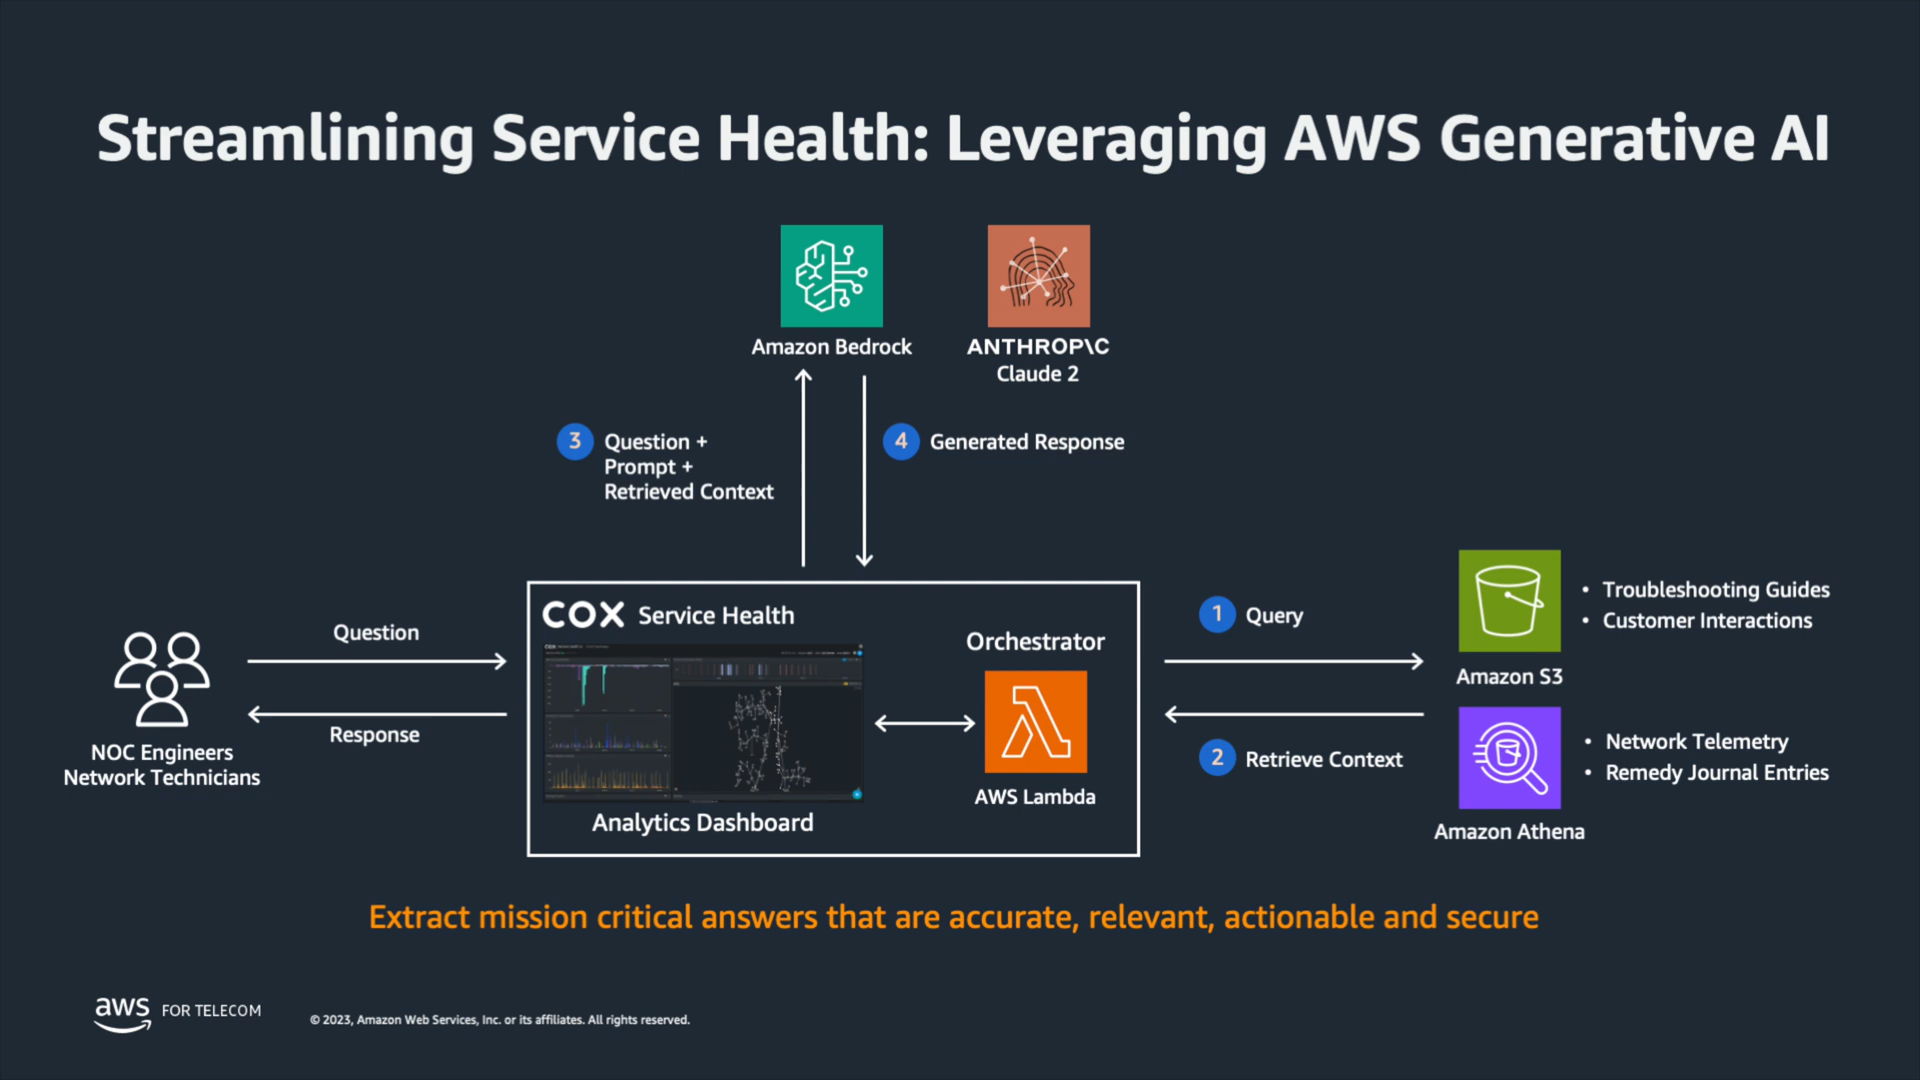 Streamlining Service Health: Leveraging AWS Generative AI
Amazon Bedrock
ANTHROP\C
Claude 2
3
Question +
Prompt +
Retrieved Context
4
Generated Response
NOC Engineers
Network Technicians
Question
Response
COX Service Health
Analytics Dashboard
Orchestrator
AWS Lambda
1 Query
2 Retrieve Context
Amazon S3
• Troubleshooting Guides
• Customer Interactions
Amazon Athena
• Network Telemetry
• Remedy Journal Entries
Extract mission critical answers that are accurate, relevant, actionable and secure
aws FOR TELECOM
© 2023, Amazon Web Services, Inc. or its affiliates. All rights reserved.